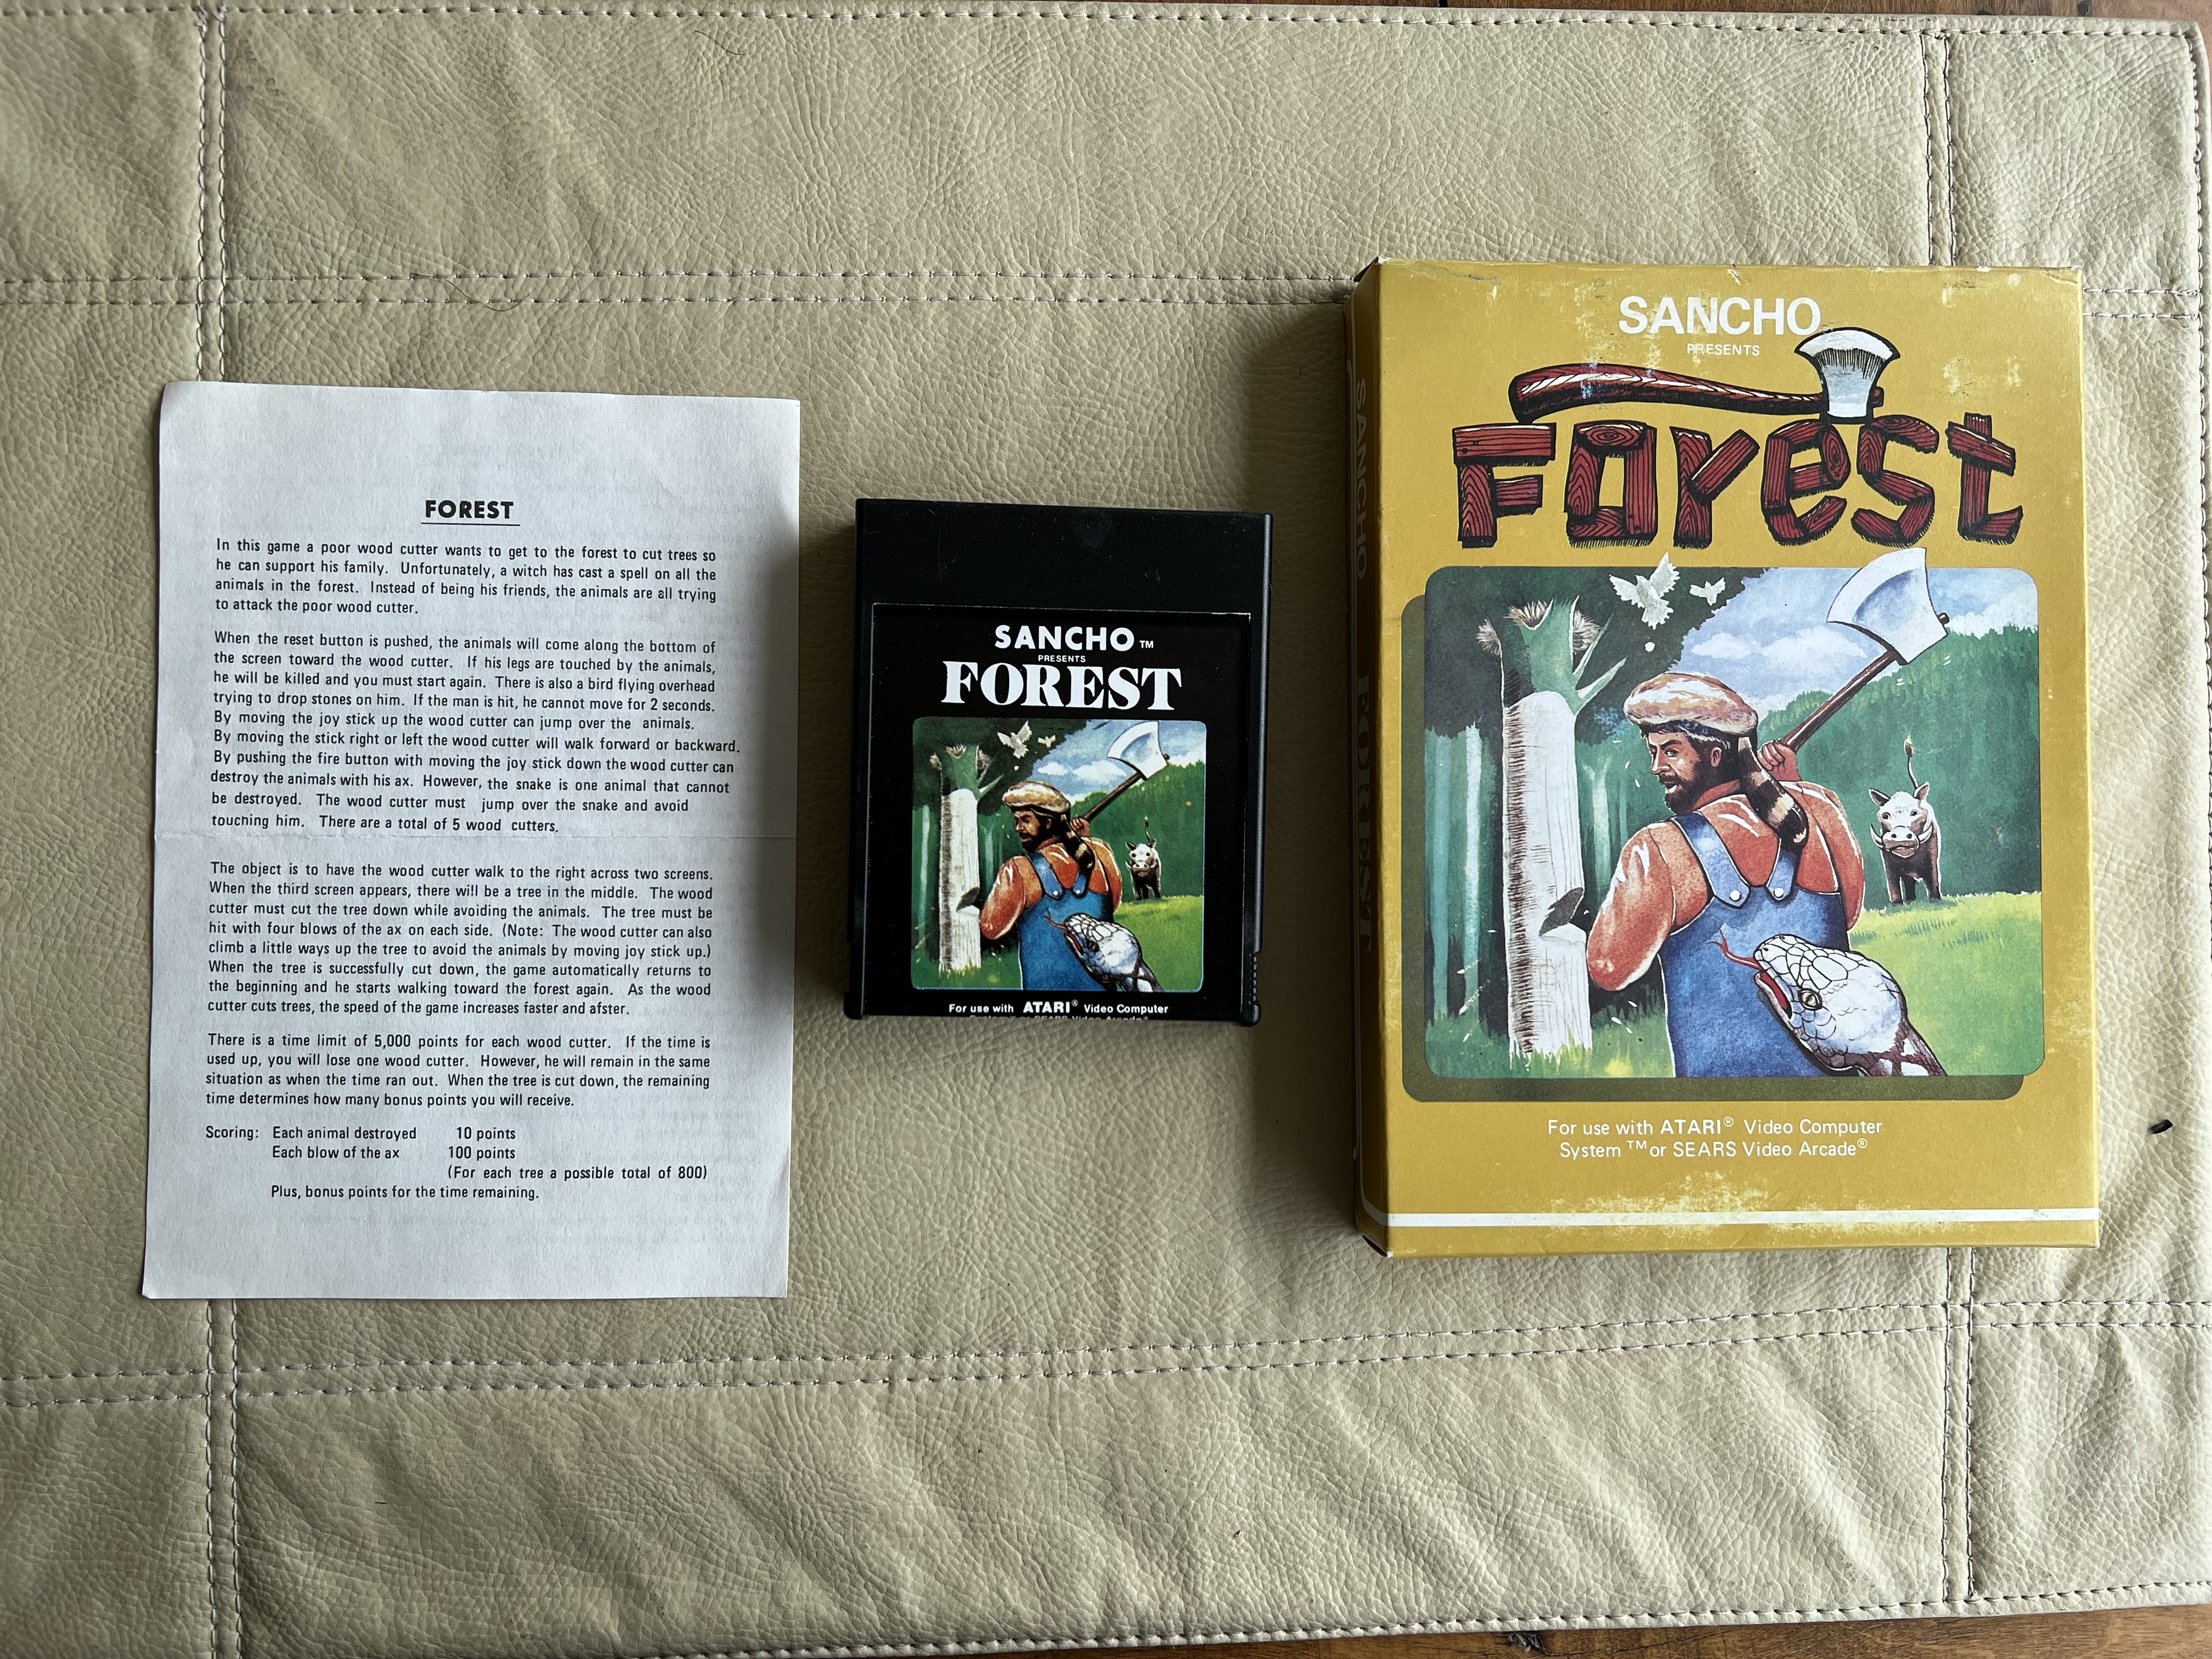 FOREST
In this game a poor wood cutter wants to get to the forest to cut trees so
he can support his family. Unfortunately, a witch has cast a spell on all the
animals in the forest. Instead of being his friends, the animals are all trying
to attack the poor wood cutter.
When the reset button is pushed, the animals will come along the bottom of
the screen toward the wood cutter. If his legs are touched by the animals,
he will be killed and you must start again. There is also a bird flying overhead
trying to drop stones on him. If the man is hit, he cannot move for 2 seconds.
By moving the joy stick up the wood cutter can jump over the animals.
By moving the stick right or left the wood cutter will walk forward or backward.
By pushing the fire button with moving the joy stick down the wood cutter can
destroy the animals with his ax. However, the snake is one animal that cannot
be destroyed. The wood cutter must jump over the snake and avoid
touching him. There are a total of 5 wood cutters.
The object is to have the wood cutter walk to the right across two screens.
When the third screen appears, there will be a tree in the middle. The wood
cutter must cut the tree down while avoiding the animals. The tree must be
hit with four blows of the ax on each side. (Note: The wood cutter can also
climb a little ways up the tree to avoid the animals by moving joy stick up.)
When the tree is successfully cut down, the game automatically returns to
the beginning and he starts walking toward the forest again. As the wood
cutter cuts trees, the speed of the game increases faster and afster.
There is a time limit of 5,000 points for each wood cutter. If the time is
used up, you will lose one wood cutter. However, he will remain in the same
situation as when the time ran out. When the tree is cut down, the remaining
time determines how many bonus points you will receive.
Scoring: Each animal destroyed 10 points
Each blow of the ax 100 points
(For each tree a possible total of 800)
Plus, bonus points for the time remaining.
SANCHO™
PRESENTS
FOREST
For use with ATARI® Video Computer
System™ or SEARS Video Arcade®
SANCHO FOREST
SANCHO
PRESENTS
Forest
For use with ATARI® Video Computer
System™ or SEARS Video Arcade®